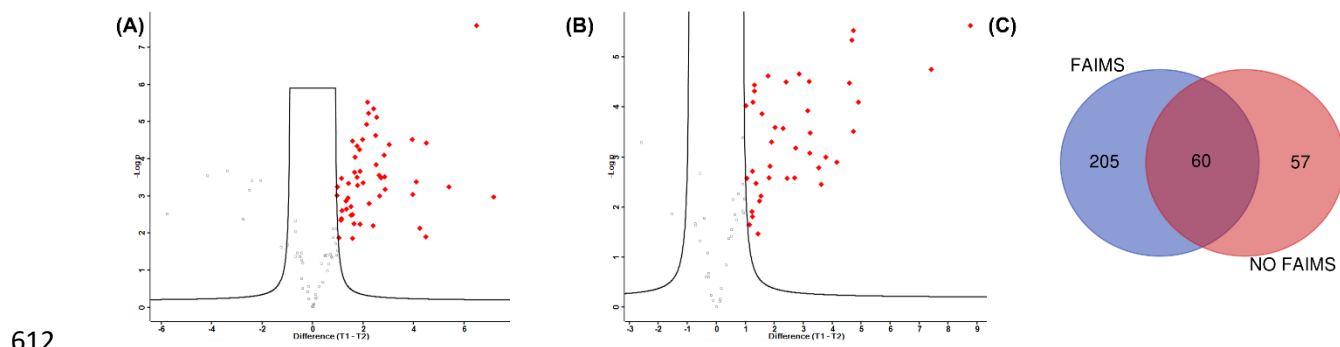 (A)
-Log p
7
6
5
4
3
2
1
0
-6 -4 -2 0 2 4 6
Difference (T1 - T2)
(B)
-Log p
5
4
3
2
1
0
-3 -2 -1 0 1 2 3 4 5 6 7 8 9
Difference (T1 - T2)
(C)
FAIMS
205 60 57
NO FAIMS
612